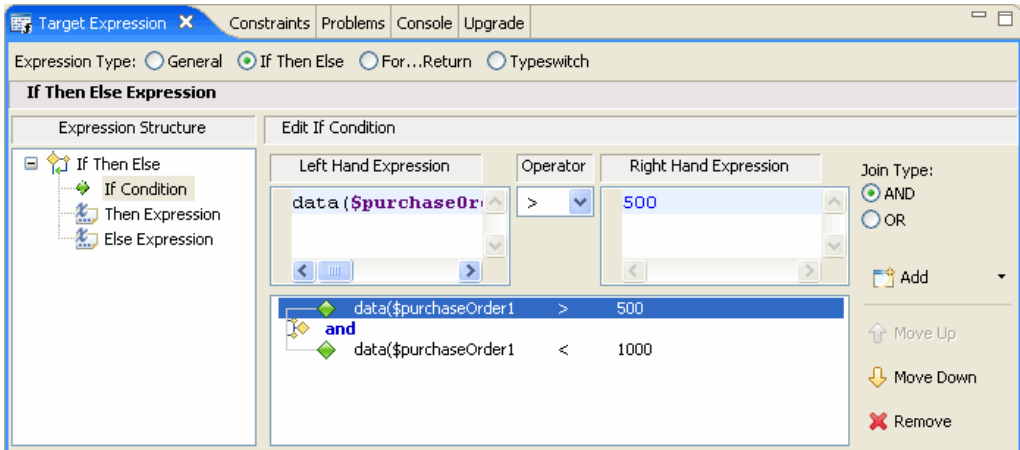 Target Expression Constraints Problems Console Upgrade
Expression Type: General If Then Else For...Return Typeswitch
If Then Else Expression
Expression Structure Edit If Condition
If Then Else
If Condition
Then Expression
Else Expression
Left Hand Expression Operator Right Hand Expression
data($purchaseOr > 500
Join Type:
AND
OR
Add
data($purchaseOrder1 > 500
and
data($purchaseOrder1 < 1000
Move Up
Move Down
Remove